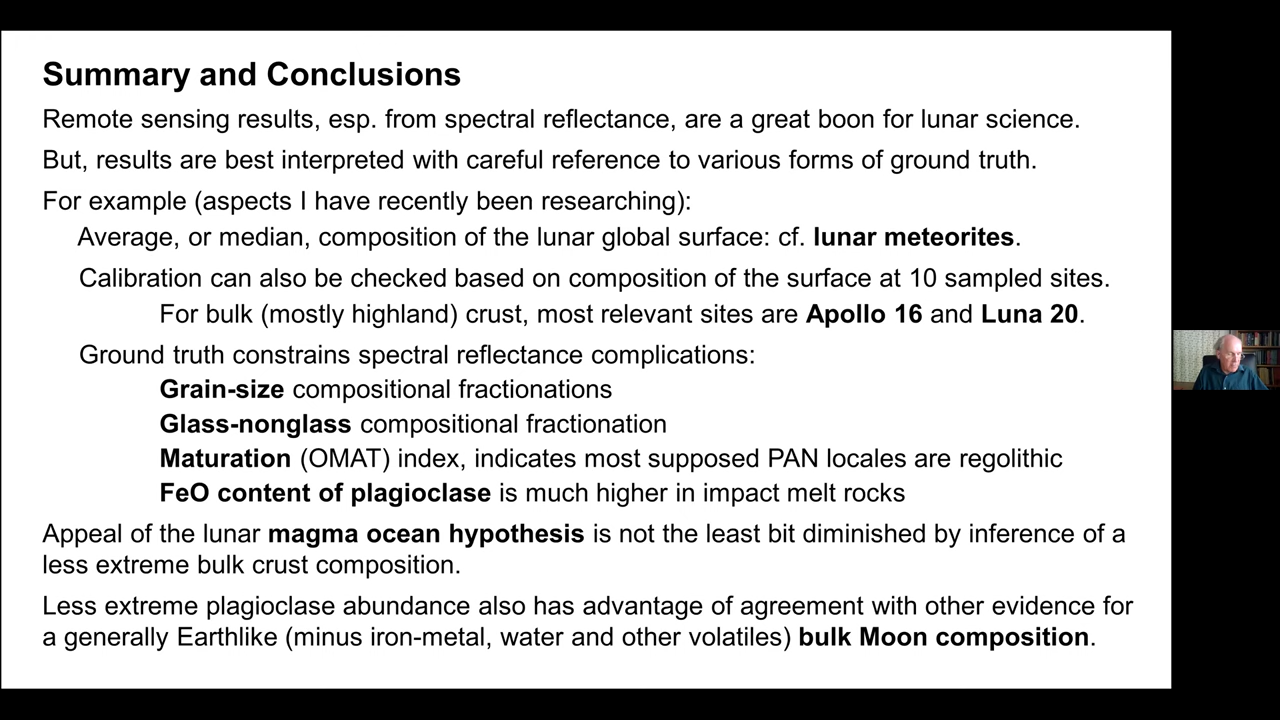 Summary and Conclusions
Remote sensing results, esp. from spectral reflectance, are a great boon for lunar science.
But, results are best interpreted with careful reference to various forms of ground truth.
For example (aspects I have recently been researching):
Average, or median, composition of the lunar global surface: cf. lunar meteorites.
Calibration can also be checked based on composition of the surface at 10 sampled sites.
For bulk (mostly highland) crust, most relevant sites are Apollo 16 and Luna 20.
Ground truth constrains spectral reflectance complications:
Grain-size compositional fractionations
Glass-nonglass compositional fractionation
Maturation (OMAT) index, indicates most supposed PAN locales are regolithic
FeO content of plagioclase is much higher in impact melt rocks
Appeal of the lunar magma ocean hypothesis is not the least bit diminished by inference of a
less extreme bulk crust composition.
Less extreme plagioclase abundance also has advantage of agreement with other evidence for
a generally Earthlike (minus iron-metal, water and other volatiles) bulk Moon composition.